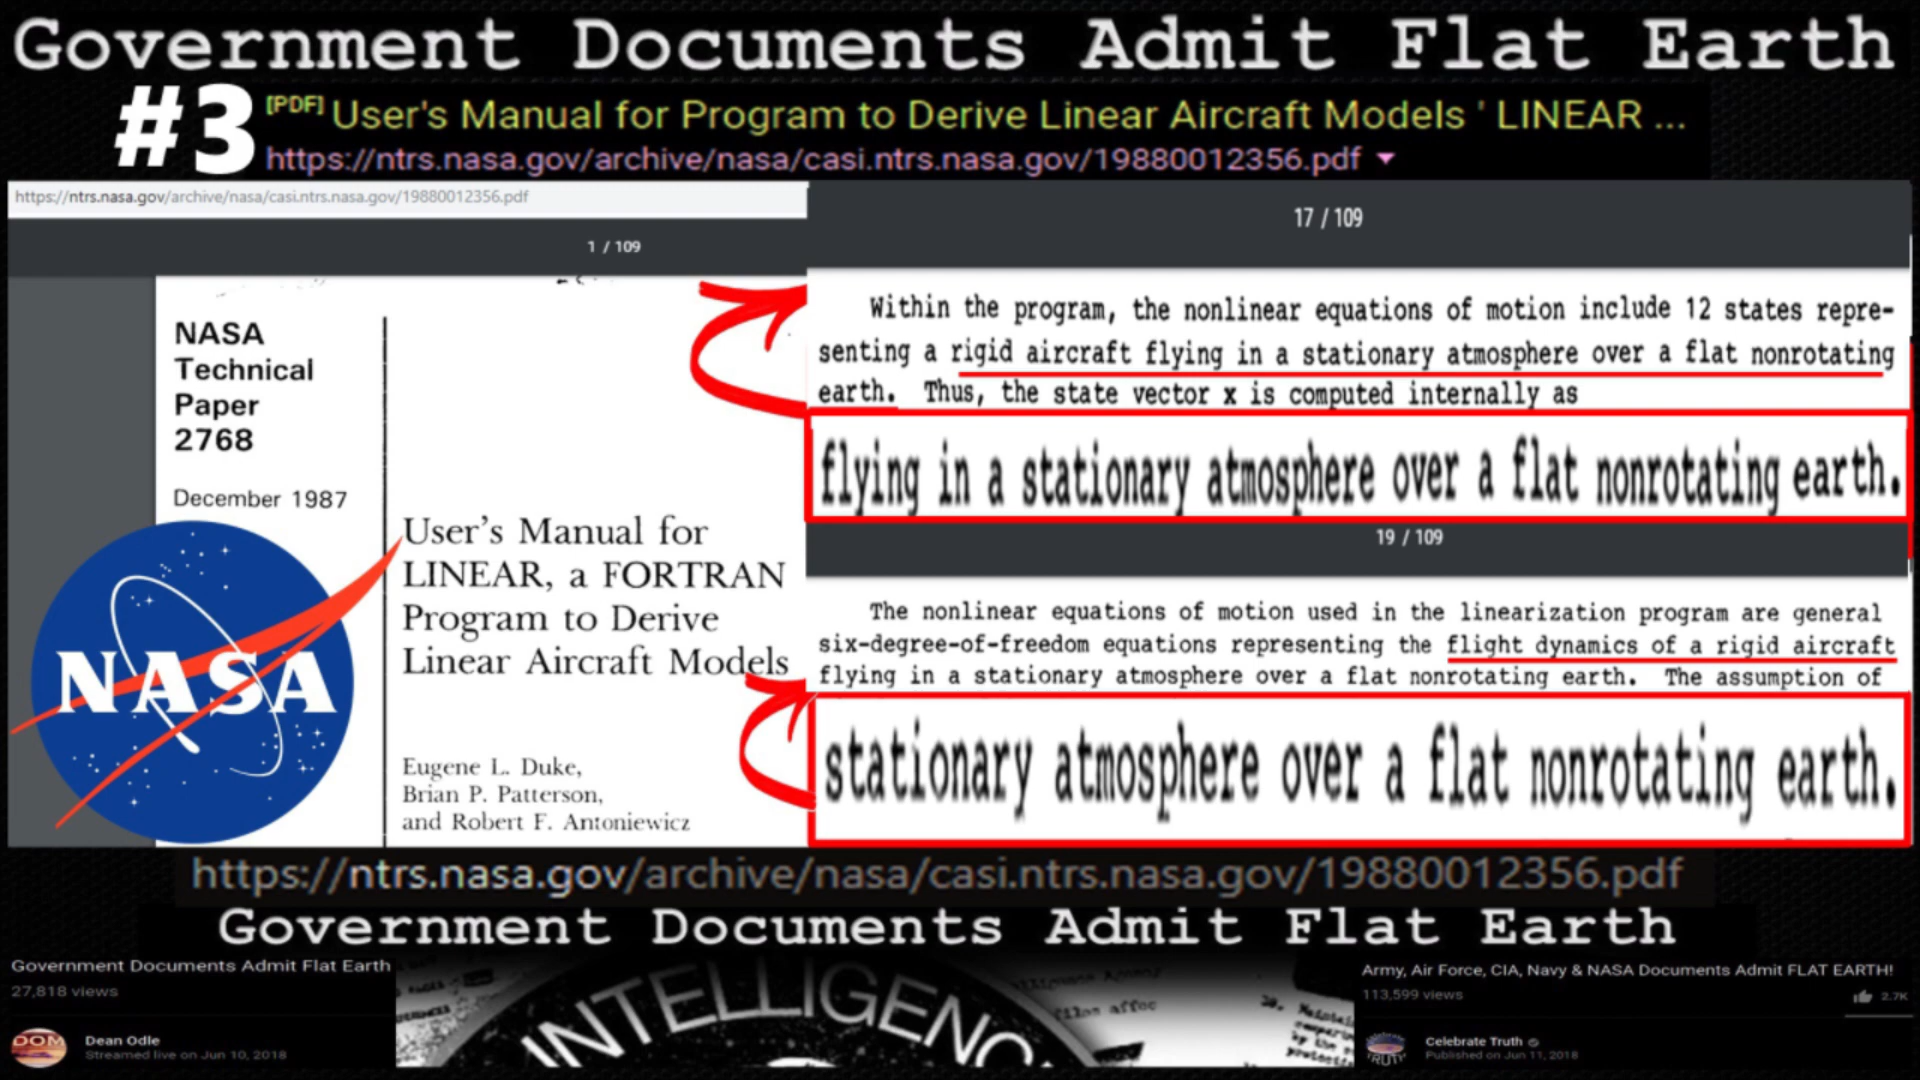 Government Documents Admit Flat Earth
#3
[PDF] User's Manual for Program to Derive Linear Aircraft Models ' LINEAR ...
https://ntrs.nasa.gov/archive/nasa/casi.ntrs.nasa.gov/19880012356.pdf
https://ntrs.nasa.gov/archive/nasa/casi.ntrs.nasa.gov/19880012356.pdf
1 / 109
NASA
Technical
Paper
2768
December 1987
NASA
User's Manual for
LINEAR, a FORTRAN
Program to Derive
Linear Aircraft Models
Eugene L. Duke,
Brian P. Patterson,
and Robert F. Antoniewicz
17 / 109
Within the program, the nonlinear equations of motion include 12 states repre-
senting a rigid aircraft flying in a stationary atmosphere over a flat nonrotating
earth. Thus, the state vector x is computed internally as
flying in a stationary atmosphere over a flat nonrotating earth.
19 / 109
The nonlinear equations of motion used in the linearization program are general
six-degree-of-freedom equations representing the flight dynamics of a rigid aircraft
flying in a stationary atmosphere over a flat nonrotating earth. The assumption of
stationary atmosphere over a flat nonrotating earth.
https://ntrs.nasa.gov/archive/nasa/casi.ntrs.nasa.gov/19880012356.pdf
Government Documents Admit Flat Earth
Government Documents Admit Flat Earth
27,818 views
DOM
Dean Odle
Streamed live on Jun 10, 2018
INTELLIGENC
files affec
Army, Air Force, CIA, Navy & NASA Documents Admit FLAT EARTH!
113,599 views
2.7K
Celebrate Truth
Published on Jun 11, 2018